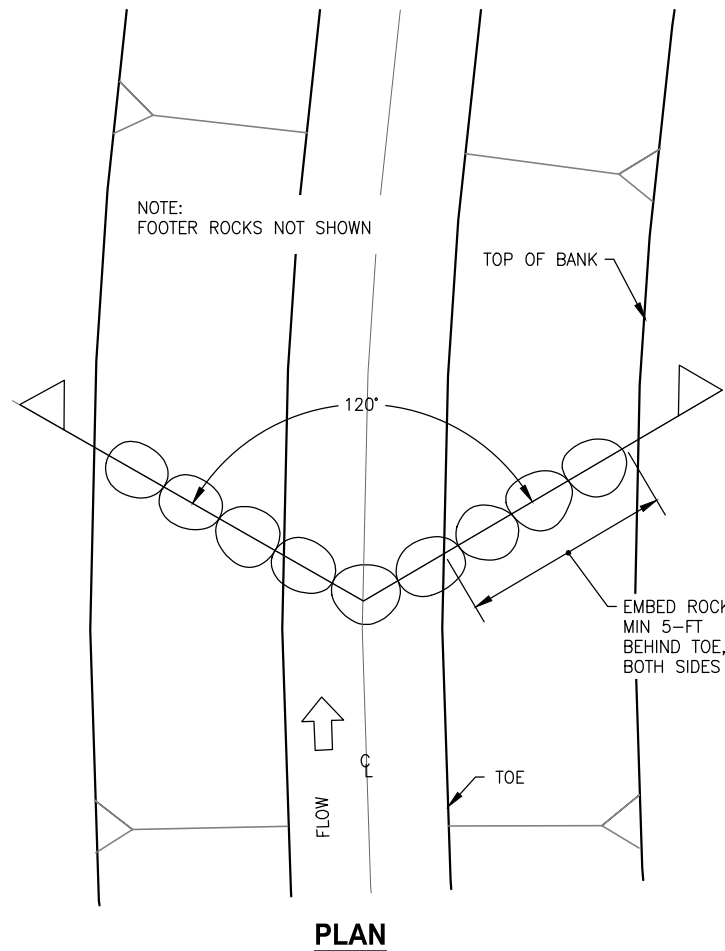 NOTE:
FOOTER ROCKS NOT SHOWN
TOP OF BANK
120°
EMBED ROCK
MIN 5-FT
BEHIND TOE,
BOTH SIDES
℄
TOE
FLOW
PLAN